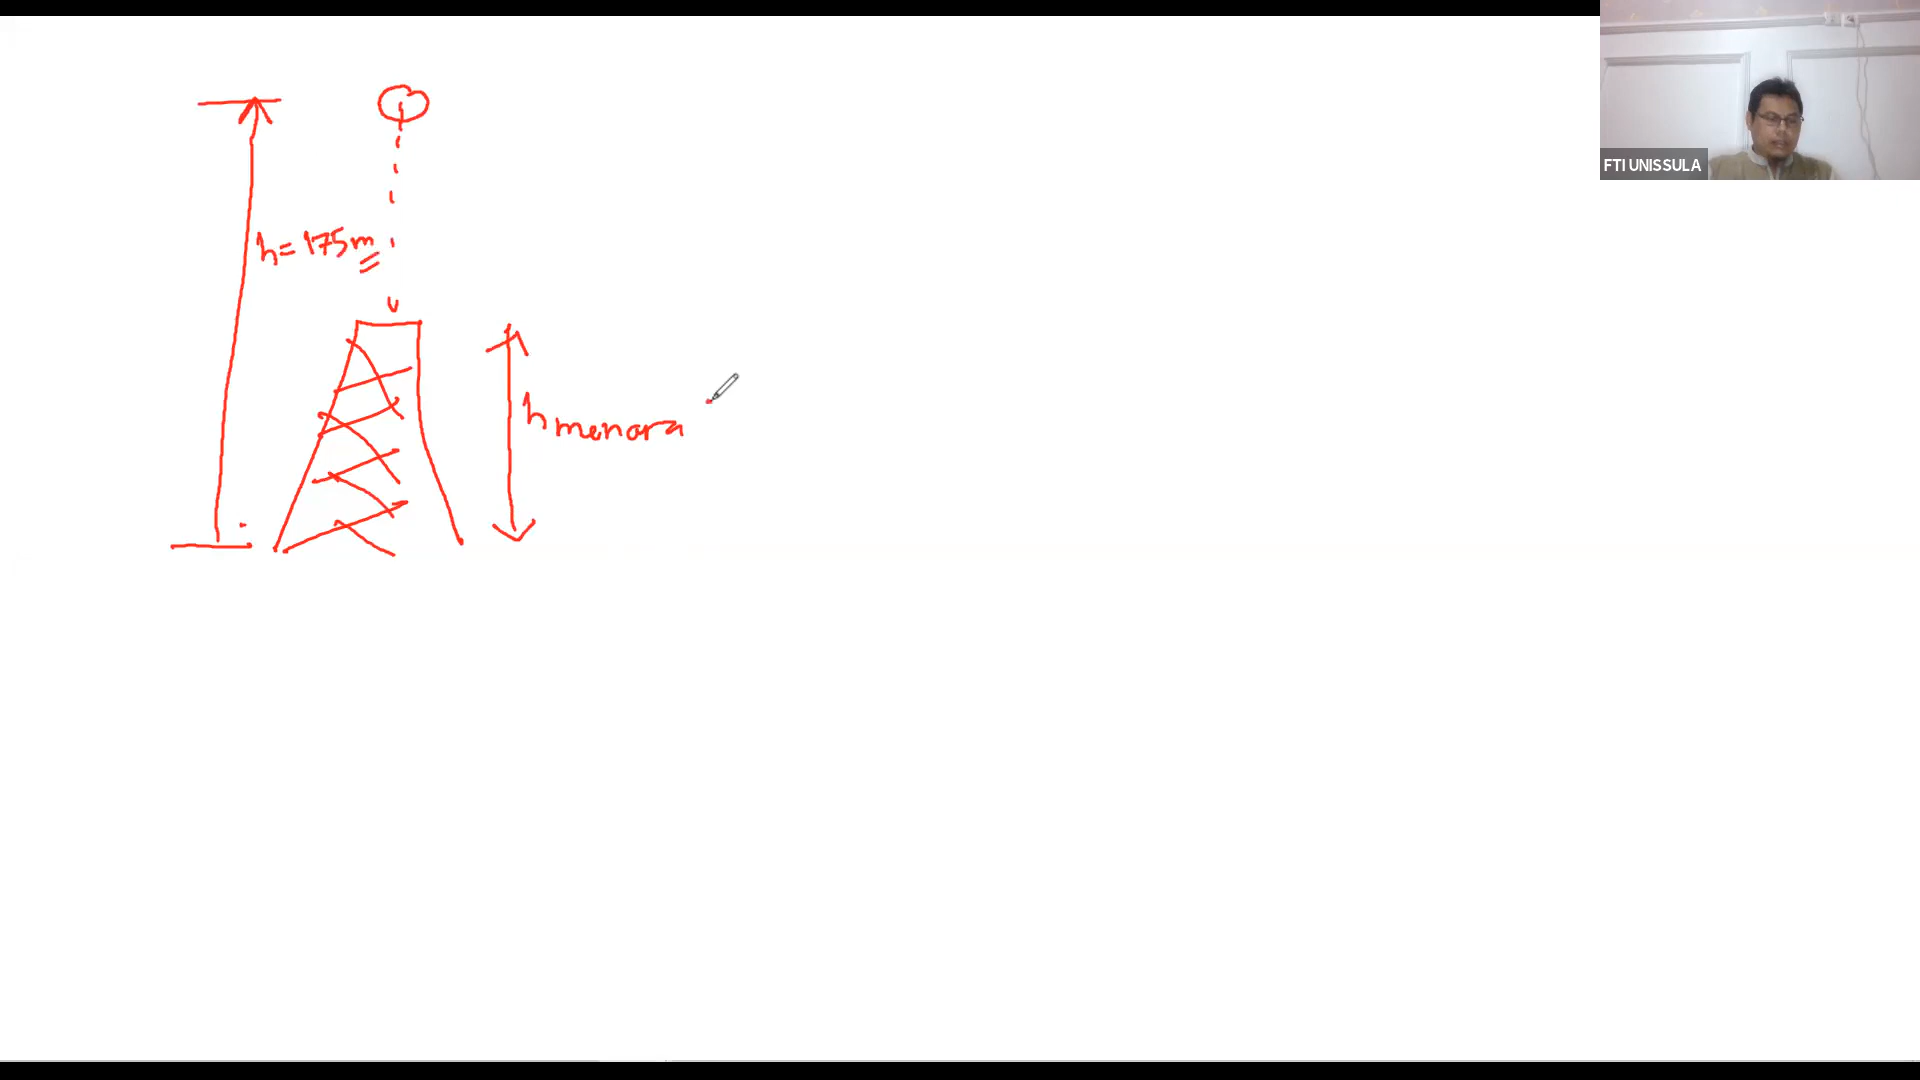 FTI UNISSULA
h = 175m
h menara